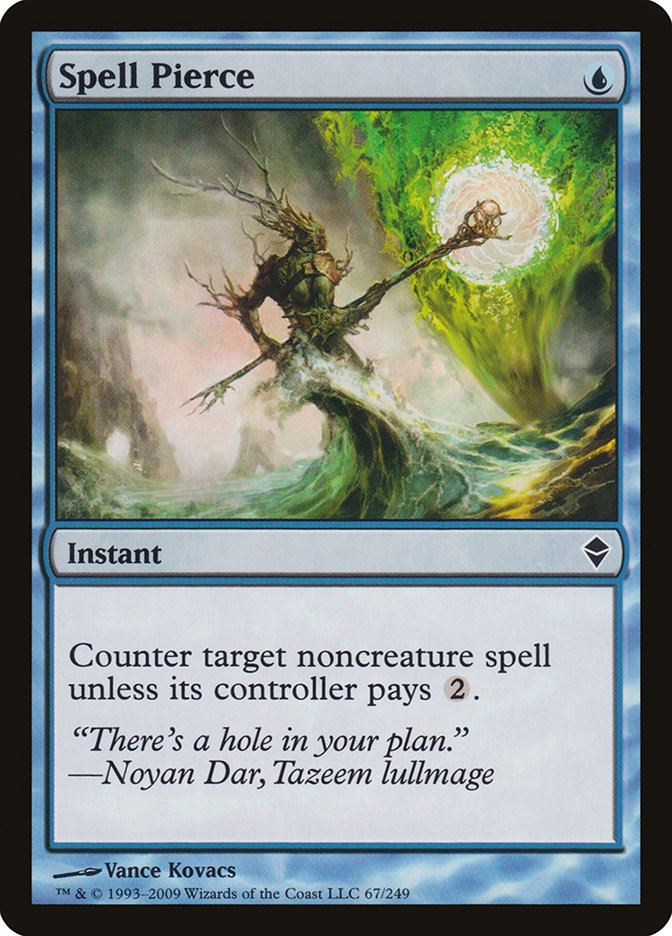 Spell Pierce
Instant
Counter target noncreature spell
unless its controller pays 2.
“There’s a hole in your plan.”
—Noyan Dar, Tazeem lullmage
Vance Kovacs
™ & © 1993–2009 Wizards of the Coast LLC 67/249